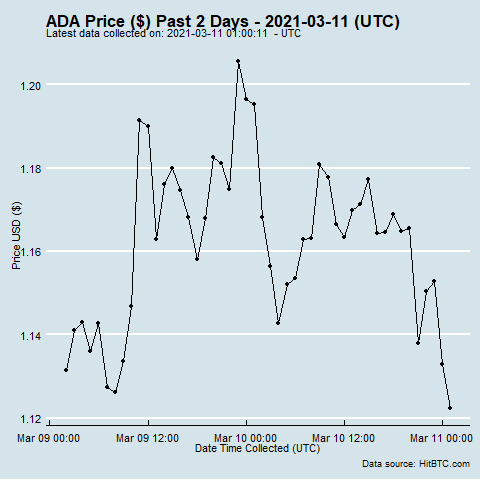 ADA Price ($) Past 2 Days - 2021-03-11 (UTC)
Latest data collected on: 2021-03-11 01:00:11  - UTC
1.20
1.18
1.16
1.14
1.12
Price USD ($)
Mar 09 00:00
Mar 09 12:00
Mar 10 00:00
Mar 10 12:00
Mar 11 00:00
Date Time Collected (UTC)
Data source: HitBTC.com